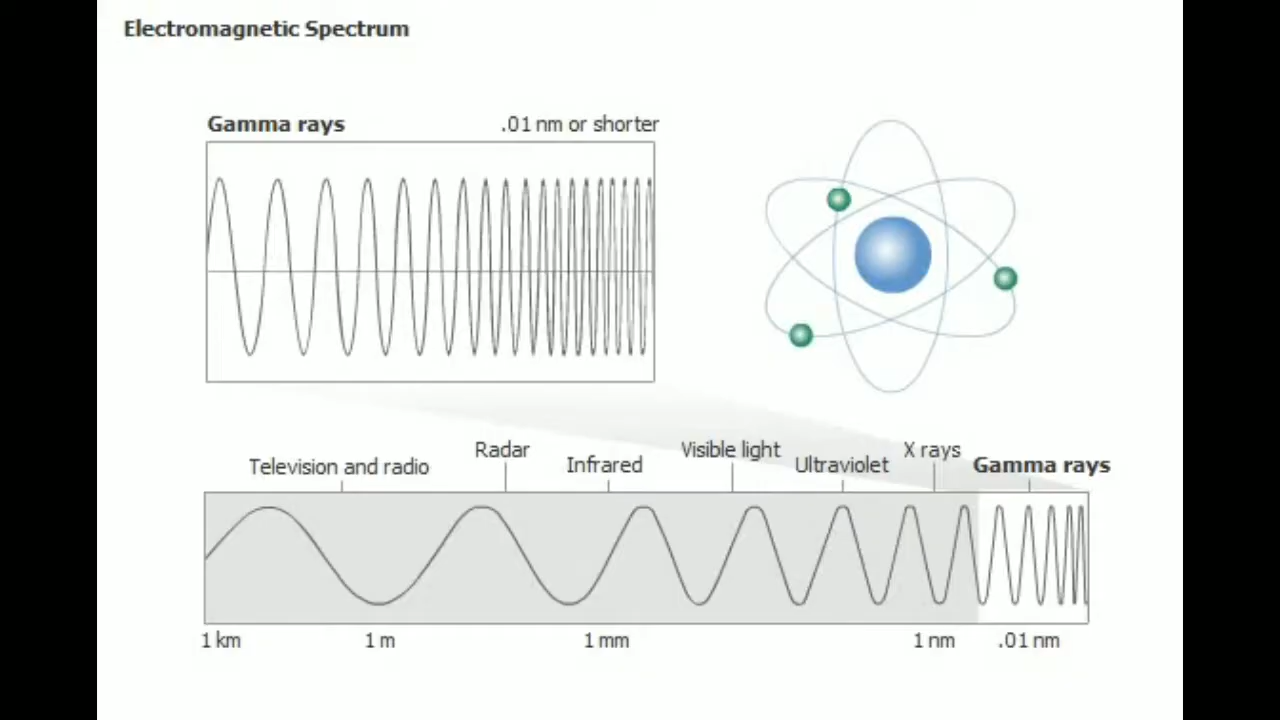 Electromagnetic Spectrum
Gamma rays .01 nm or shorter
Television and radio
Radar
Infrared
Visible light
Ultraviolet
X rays
Gamma rays
1 km 1 m 1 mm 1 nm .01 nm